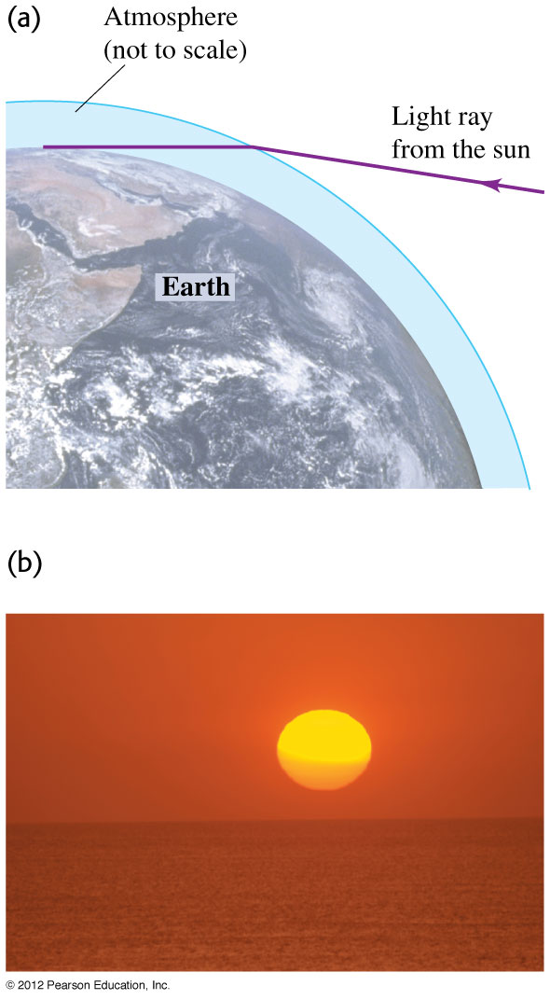 (a)
Atmosphere
(not to scale)
Light ray
from the sun
Earth
(b)
© 2012 Pearson Education, Inc.